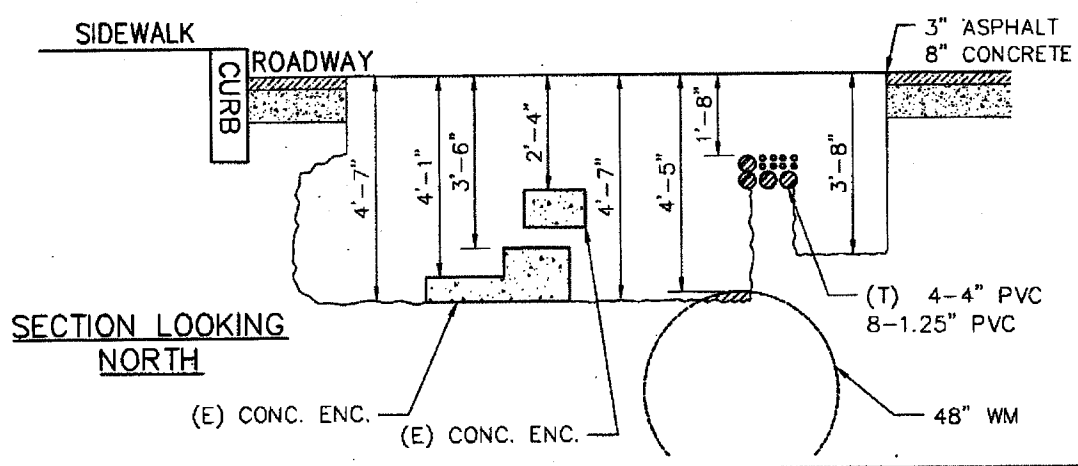 SIDEWALK
CURB
ROADWAY
3" ASPHALT
8" CONCRETE
4'-7"
4'-1"
3'-6"
2'-4"
4'-7"
4'-5"
1'-8"
3'-8"
(T) 4-4" PVC
8-1.25" PVC
SECTION LOOKING
NORTH
(E) CONC. ENC.
(E) CONC. ENC.
48" WM